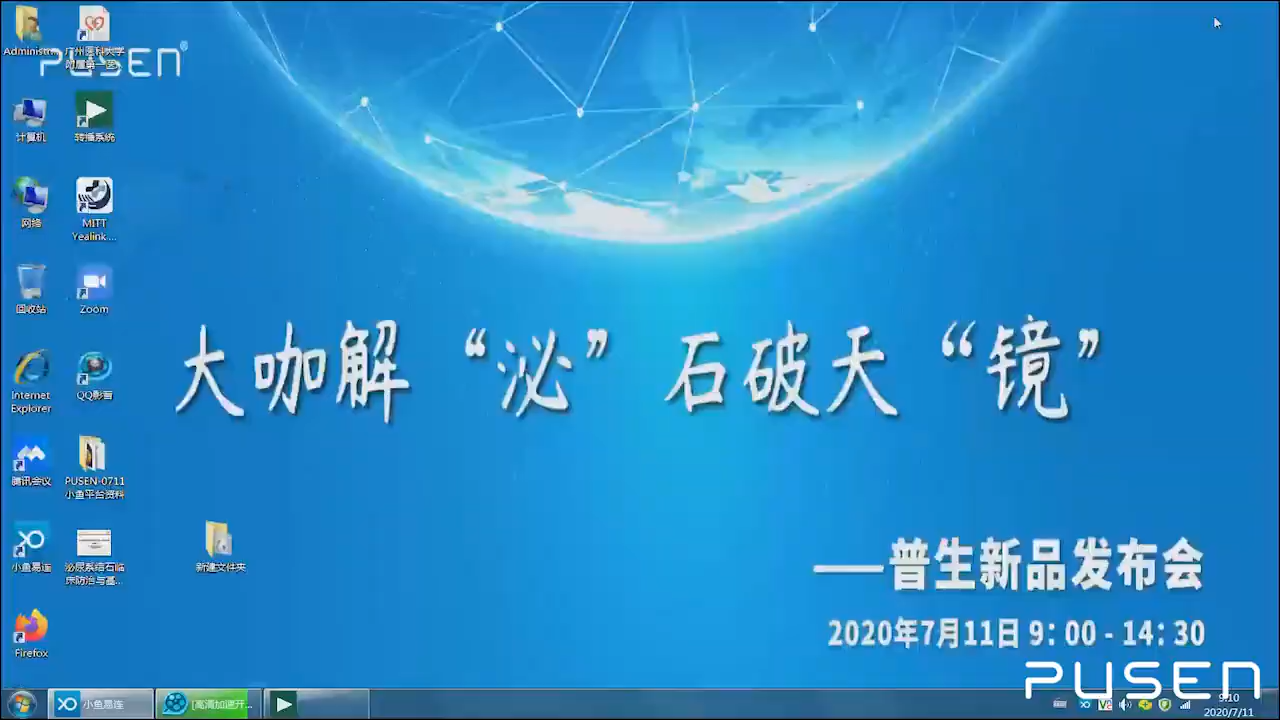 Administr...
广州医科大学
附属第一医...
PUSEN®
计算机
转播系统
网络
MITT
Yealink ...
回收站
Zoom
大咖解“泌”石破天“镜”
Internet
Explorer
QQ影音
腾讯会议
PUSEN-0711
小鱼平台资料
小鱼易连
泌尿系结石临
床防治与基...
新建文件夹
——普生新品发布会
2020年7月11日 9:00 - 14:30
Firefox
PUSEN
小鱼易连
[高清加速开...
9:10
2020/7/11